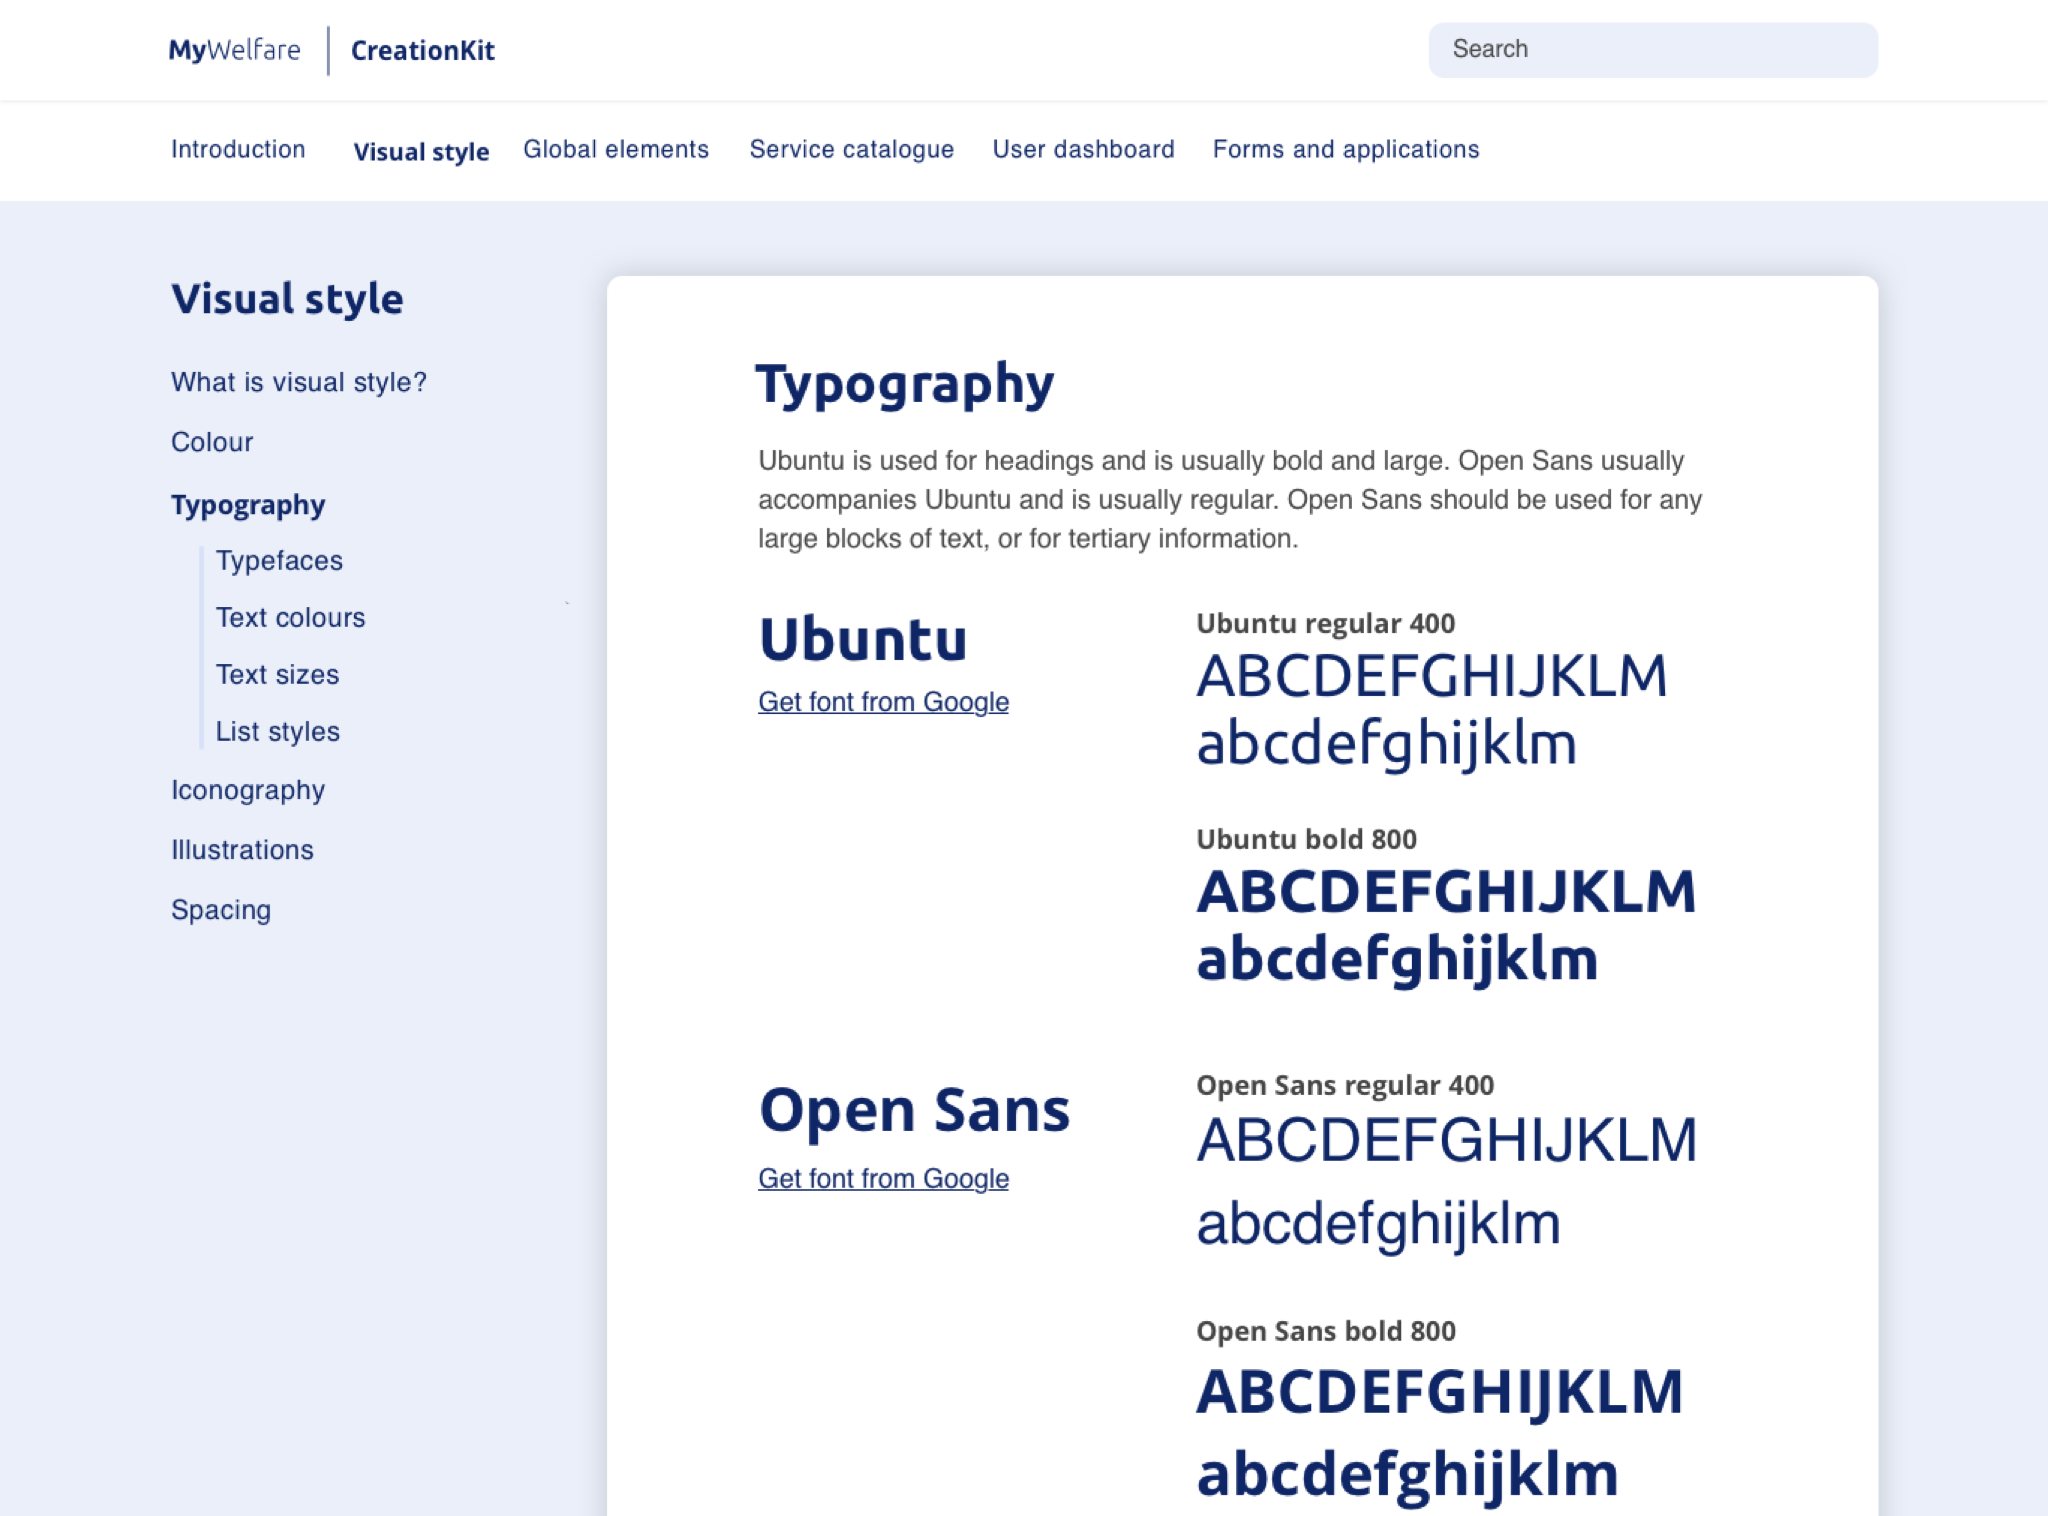 MyWelfare | CreationKit
Search
Introduction Visual style Global elements Service catalogue User dashboard Forms and applications
Visual style
What is visual style?
Colour
Typography
Typefaces
Text colours
Text sizes
List styles
Iconography
Illustrations
Spacing
Typography
Ubuntu is used for headings and is usually bold and large. Open Sans usually
accompanies Ubuntu and is usually regular. Open Sans should be used for any
large blocks of text, or for tertiary information.
Ubuntu
Get font from Google
Ubuntu regular 400
ABCDEFGHIJKLM
abcdefghijklm
Ubuntu bold 800
ABCDEFGHIJKLM
abcdefghijklm
Open Sans
Get font from Google
Open Sans regular 400
ABCDEFGHIJKLM
abcdefghijklm
Open Sans bold 800
ABCDEFGHIJKLM
abcdefghijklm